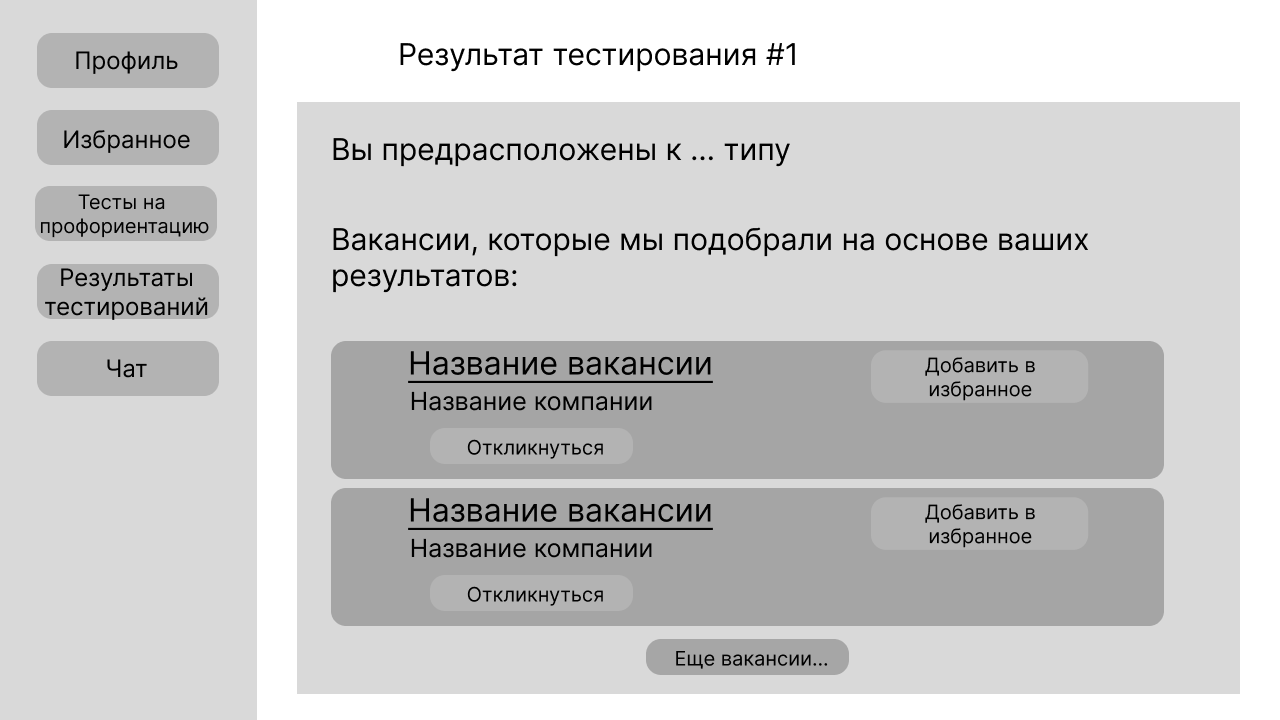 Профиль
Избранное
Тесты на
профориентацию
Результаты
тестирований
Чат
Результат тестирования #1
Вы предрасположены к ... типу
Вакансии, которые мы подобрали на основе ваших
результатов:
Название вакансии
Название компании
Откликнуться
Добавить в
избранное
Название вакансии
Название компании
Откликнуться
Добавить в
избранное
Еще вакансии...